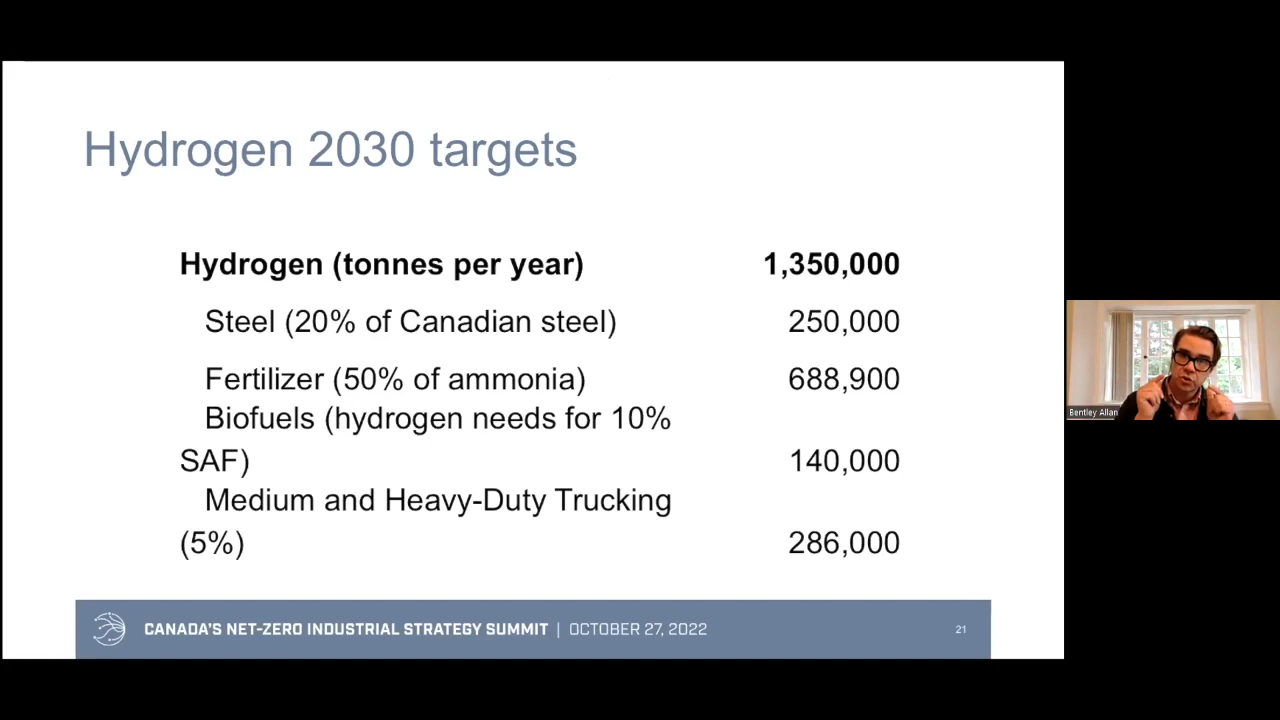 Hydrogen 2030 targets
Hydrogen (tonnes per year) 1,350,000
Steel (20% of Canadian steel) 250,000
Fertilizer (50% of ammonia) 688,900
Biofuels (hydrogen needs for 10%
SAF) 140,000
Medium and Heavy-Duty Trucking
(5%) 286,000
CANADA'S NET-ZERO INDUSTRIAL STRATEGY SUMMIT | OCTOBER 27, 2022 21
Bentley Allan